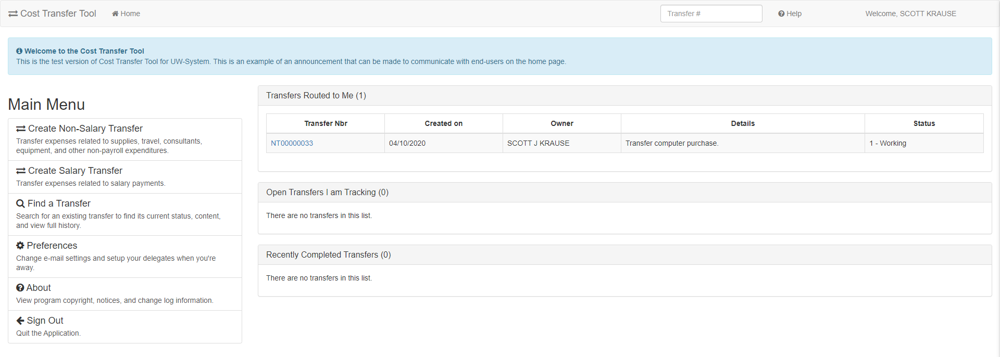 Cost Transfer Tool Home Transfer # Help Welcome, SCOTT KRAUSE
Welcome to the Cost Transfer Tool
This is the test version of Cost Transfer Tool for UW-System. This is an example of an announcement that can be made to communicate with end-users on the home page.
Main Menu
Create Non-Salary Transfer
Transfer expenses related to supplies, travel, consultants,
equipment, and other non-payroll expenditures.
Create Salary Transfer
Transfer expenses related to salary payments.
Find a Transfer
Search for an existing transfer to find its current status, content,
and view full history.
Preferences
Change e-mail settings and setup your delegates when you're
away.
About
View program copyright, notices, and change log information.
Sign Out
Quit the Application.
Transfers Routed to Me (1)
Transfer Nbr Created on Owner Details Status
NT00000033 04/10/2020 SCOTT J KRAUSE Transfer computer purchase. 1 - Working
Open Transfers I am Tracking (0)
There are no transfers in this list.
Recently Completed Transfers (0)
There are no transfers in this list.